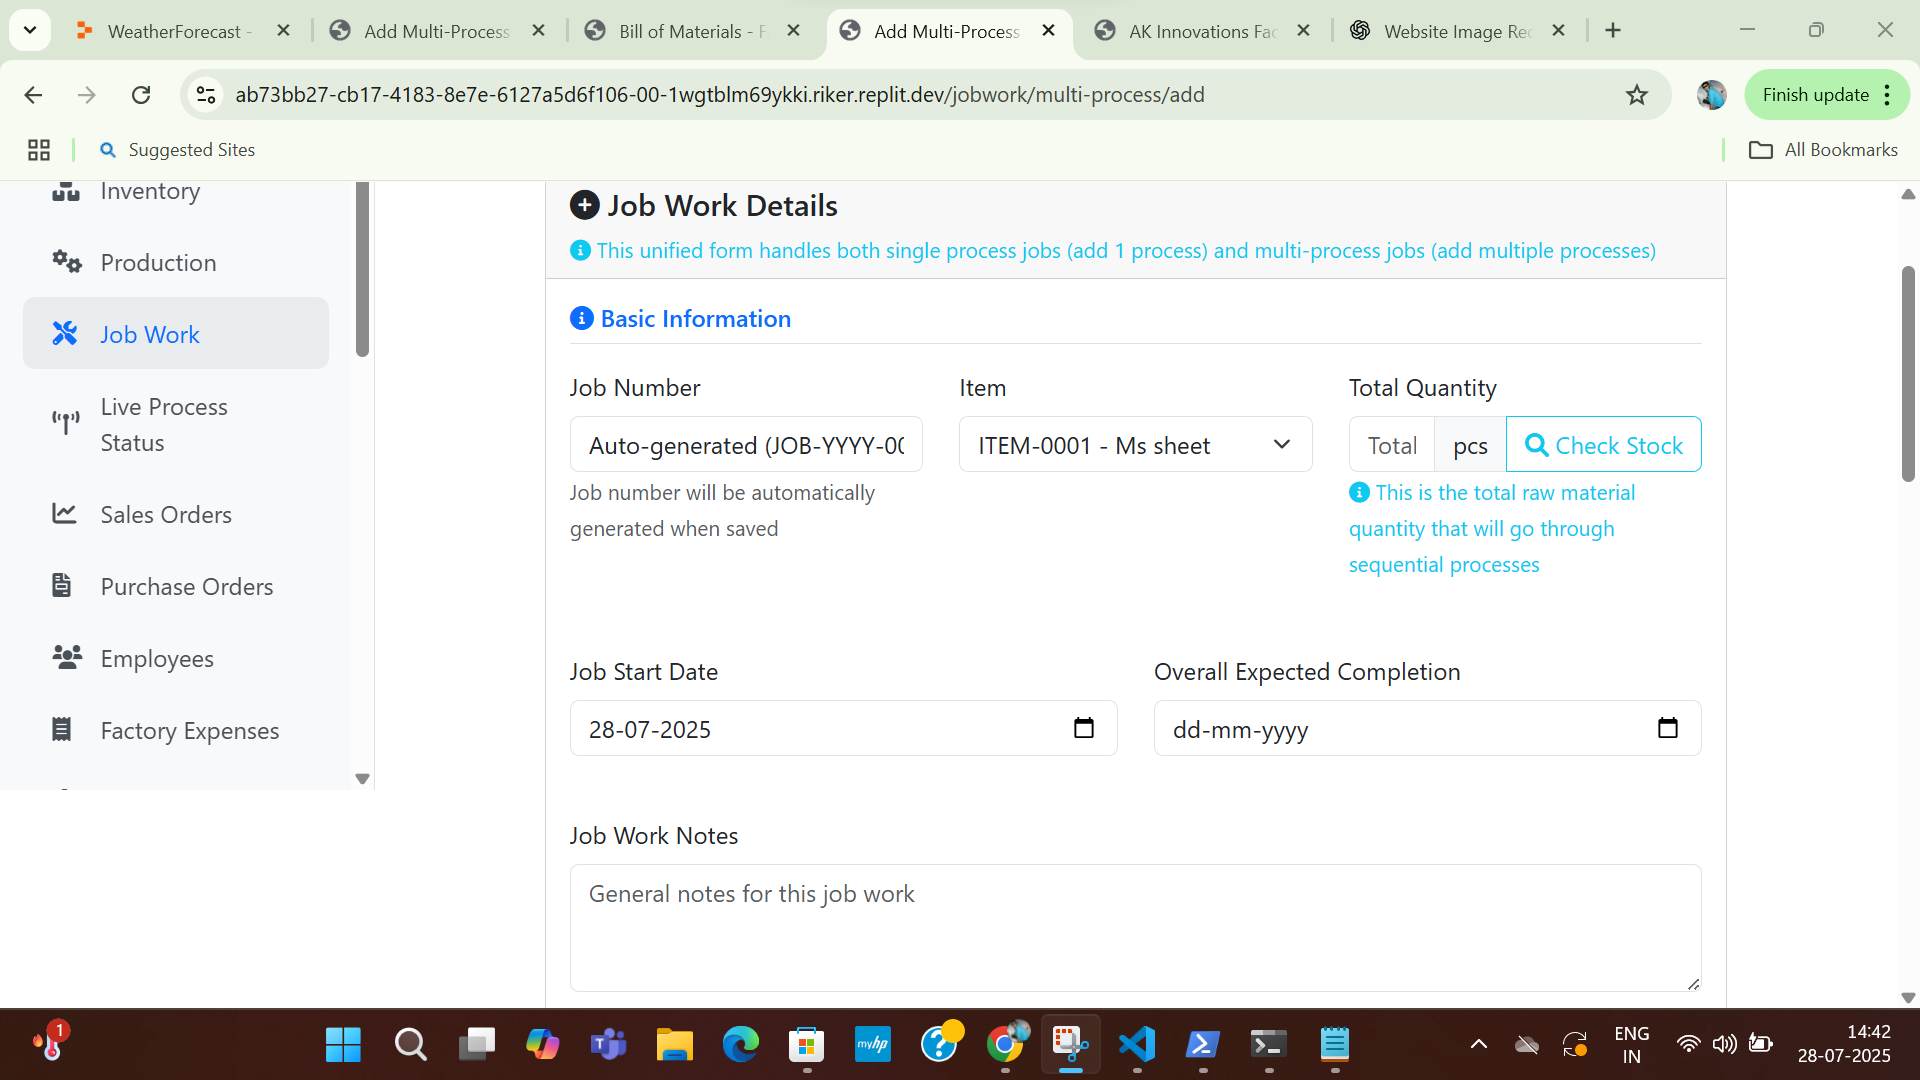 WeatherForecast -
Add Multi-Process
Bill of Materials - F
Add Multi-Process
AK Innovations Fac
Website Image Rec
ab73bb27-cb17-4183-8e7e-6127a5d6f106-00-1wgtblm69ykki.riker.replit.dev/jobwork/multi-process/add
Finish update
Suggested Sites
All Bookmarks
Inventory
Production
Job Work
Live Process
Status
Sales Orders
Purchase Orders
Employees
Factory Expenses
Job Work Details
This unified form handles both single process jobs (add 1 process) and multi-process jobs (add multiple processes)
Basic Information
Job Number
Auto-generated (JOB-YYYY-00
Job number will be automatically
generated when saved
Item
ITEM-0001 - Ms sheet
Total Quantity
Total
pcs
Check Stock
This is the total raw material
quantity that will go through
sequential processes
Job Start Date
28-07-2025
Overall Expected Completion
dd-mm-yyyy
Job Work Notes
General notes for this job work
1
myhp
ENG
IN
14:42
28-07-2025